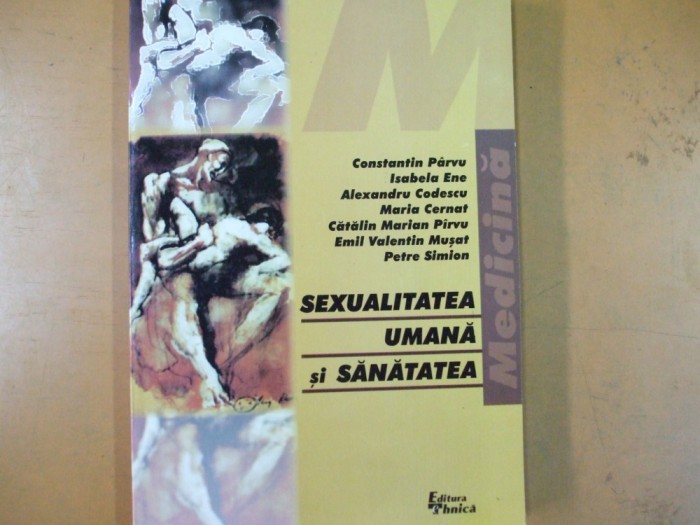 M
Constantin Pârvu
Isabela Ene
Alexandru Codescu
Maria Cernat
Cătălin Marian Pîrvu
Emil Valentin Mușat
Petre Simion
SEXUALITATEA
UMANĂ
și SĂNĂTATEA
Medicină
Editura
Tehnică